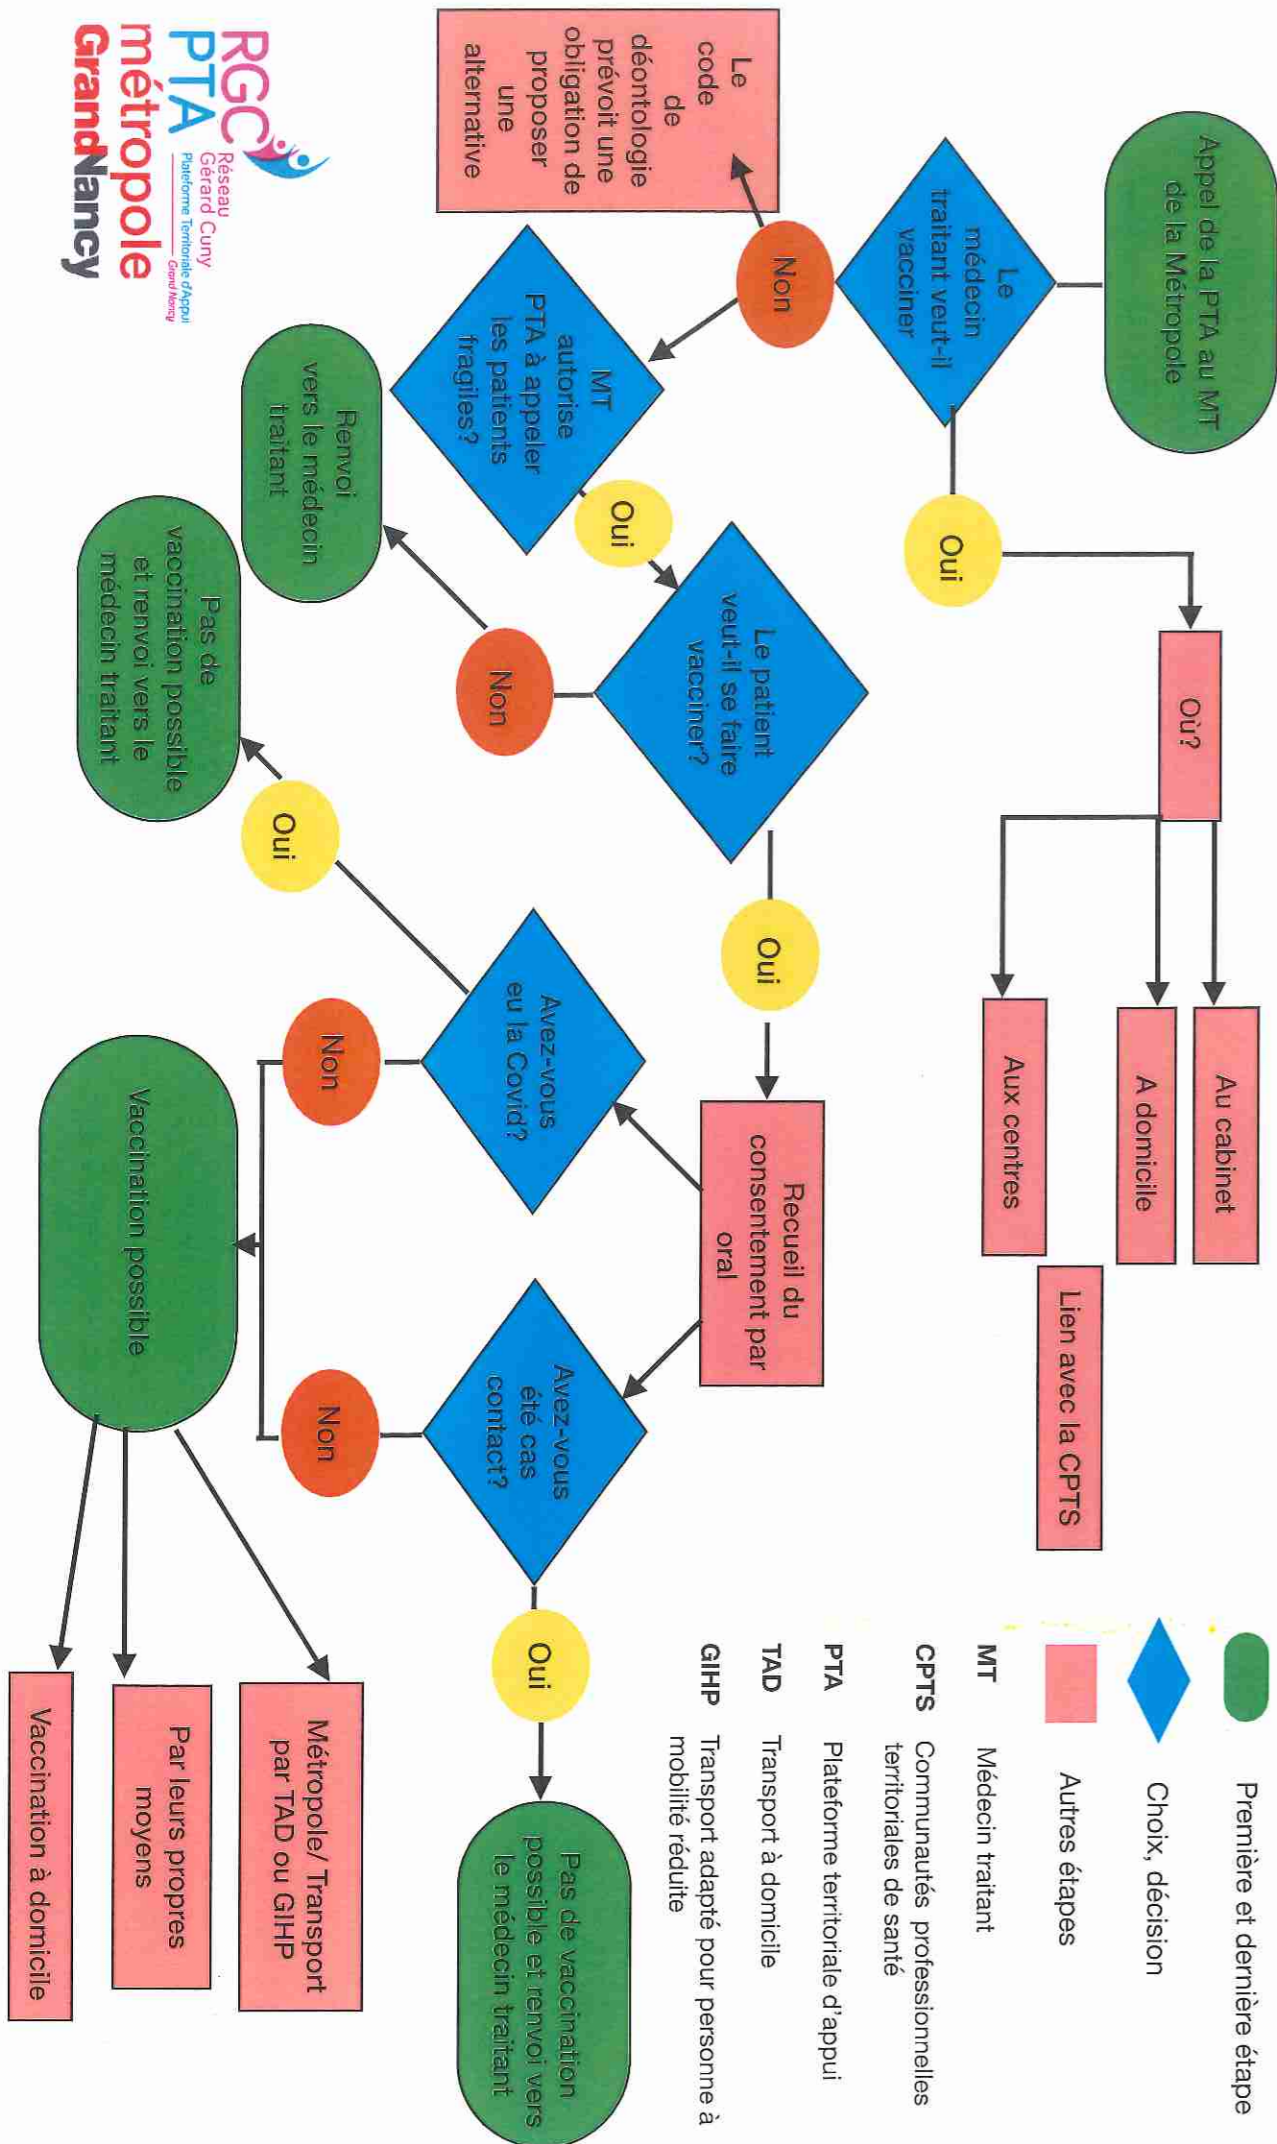 Appel de la PTA au MT
de la Métropole
Le
médecin
traitant veut-il
vacciner
Oui
Où?
Au cabinet
A domicile
Aux centres
Lien avec la CPTS
Non
Le
code
de
déontologie
prévoit une
obligation de
proposer
une
alternative
MT
autorise
PTA à appeler
les patients
fragiles?
Oui
Le patient
veut-il se faire
vacciner?
Non
Renvoi
vers le médecin
traitant
Oui
Recueil du
consentement par
oral
Avez-vous
eu la Covid?
Oui
Pas de
vaccination possible
et renvoi vers le
médecin traitant
Non
Avez-vous
été cas
contact?
Non
Oui
Pas de vaccination
possible et renvoi vers
le médecin traitant
Vaccination possible
Métropole/ Transport
par TAD ou GIHP
Par leurs propres
moyens
Vaccination à domicile
Première et dernière étape
Choix, décision
Autres étapes
MT Médecin traitant
CPTS Communautés professionnelles
territoriales de santé
PTA Plateforme territoriale d'appui
TAD Transport à domicile
GIHP Transport adapté pour personne à
mobilité réduite
RGC Réseau
Gérard Cuny
PTA Plateforme Territoriale d'Appui
Grand Nancy
métropole
GrandNancy